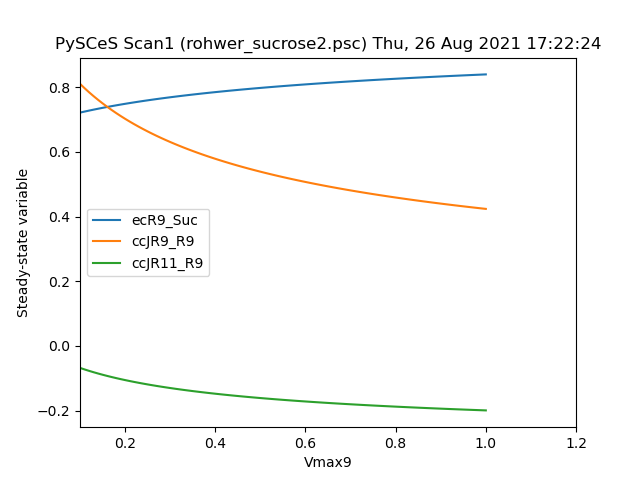 PySCeS Scan1 (rohwer_sucrose2.psc) Thu, 26 Aug 2021 17:22:24
0.8
0.6
0.4
0.2
0.0
−0.2
Steady-state variable
ecR9_Suc
ccJR9_R9
ccJR11_R9
0.2
0.4
0.6
0.8
1.0
1.2
Vmax9